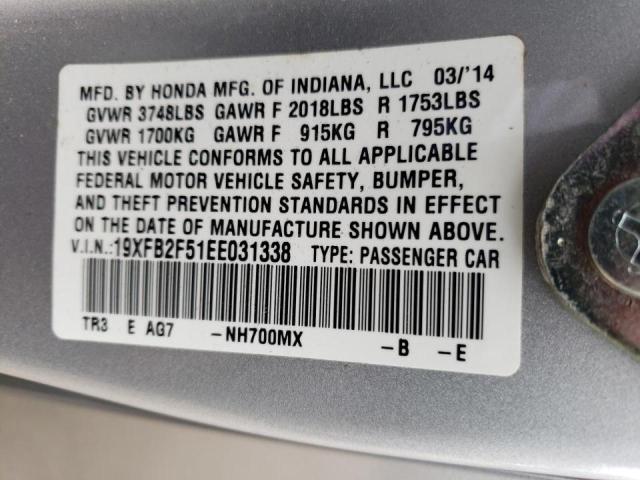 MFD. BY HONDA MFG. OF INDIANA, LLC 03/'14
GVWR 3748LBS GAWR F 2018LBS R 1753LBS
GVWR 1700KG GAWR F 915KG R 795KG
THIS VEHICLE CONFORMS TO ALL APPLICABLE
FEDERAL MOTOR VEHICLE SAFETY, BUMPER,
AND THEFT PREVENTION STANDARDS IN EFFECT
ON THE DATE OF MANUFACTURE SHOWN ABOVE.
V.I.N.:19XFB2F51EE031338 TYPE: PASSENGER CAR
TR3 E AG7 -NH700MX -B -E